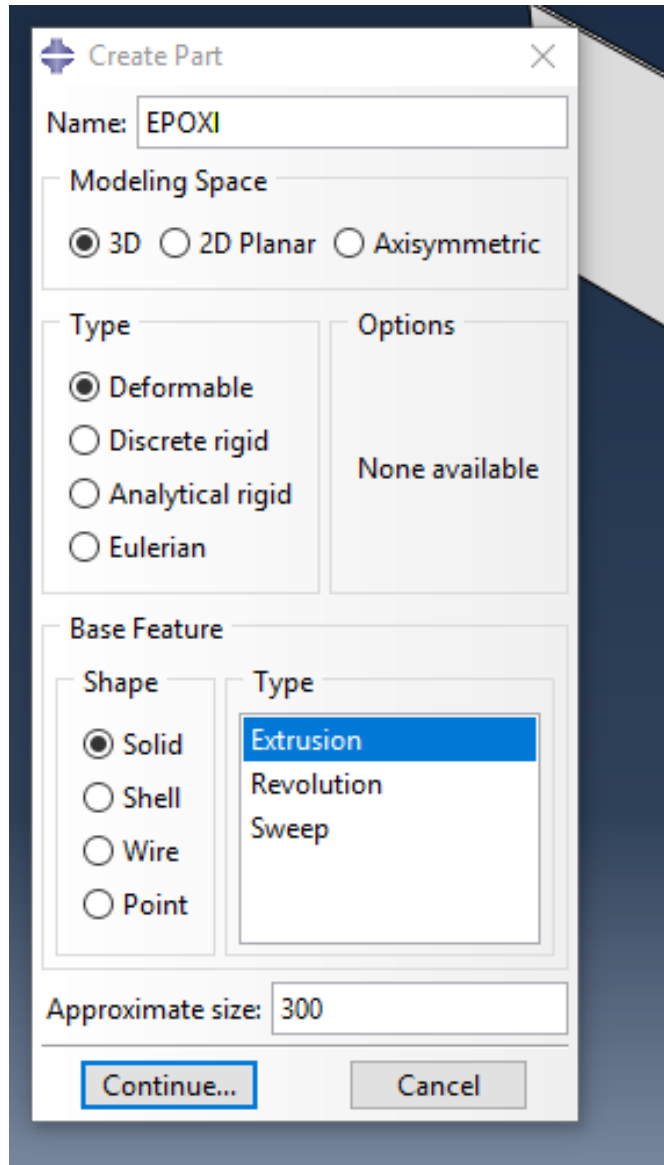 Create Part
Name: EPOXI
Modeling Space
3D 2D Planar Axisymmetric
Type
Deformable
Discrete rigid
Analytical rigid
Eulerian
Options
None available
Base Feature
Shape
Solid
Shell
Wire
Point
Type
Extrusion
Revolution
Sweep
Approximate size: 300
Continue... Cancel